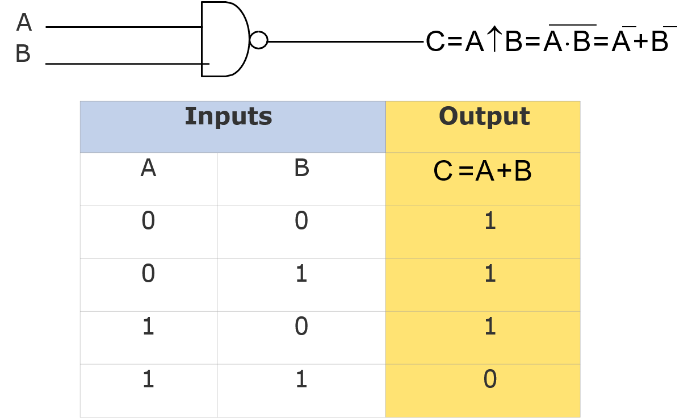 A
B
C=A↑B=A̅·̅B̅=A̅+B̅
Inputs Output
A B C=A+B
0 0 1
0 1 1
1 0 1
1 1 0